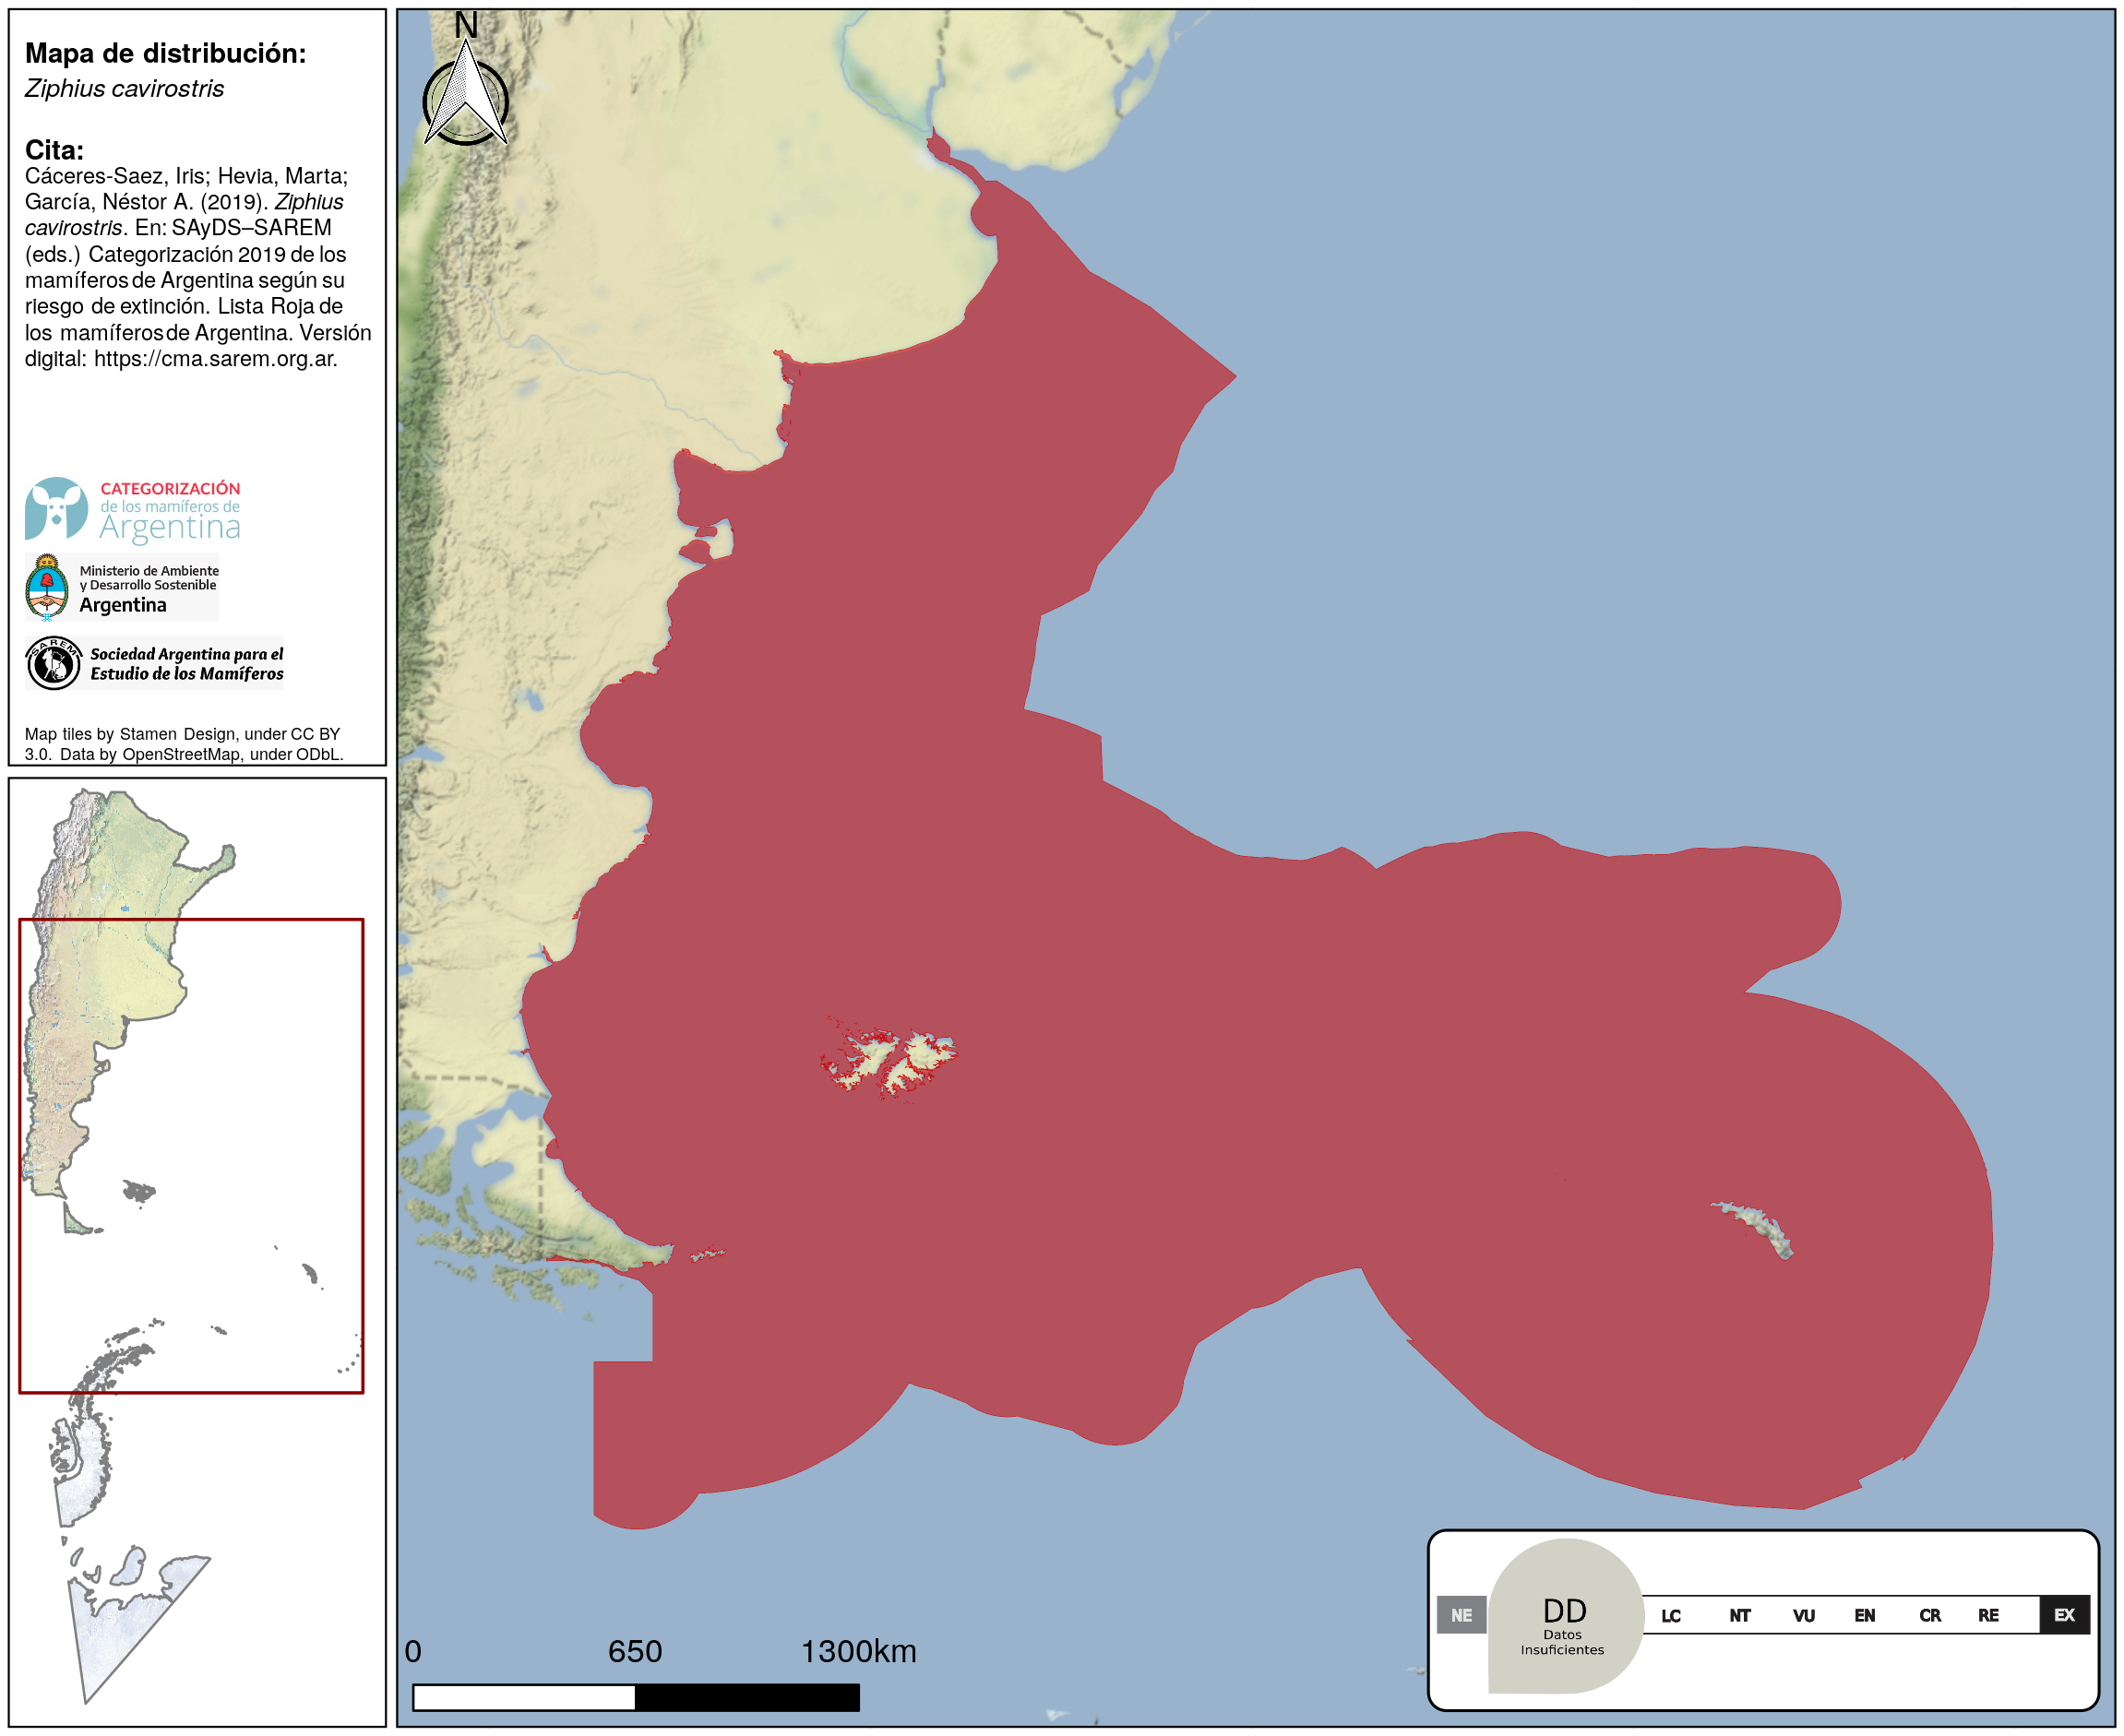 Mapa de distribución:
Ziphius cavirostris
Cita:
Cáceres-Saez, Iris; Hevia, Marta;
García, Néstor A. (2019). Ziphius
cavirostris. En: SAyDS–SAREM
(eds.) Categorización 2019 de los
mamíferos de Argentina según su
riesgo de extinción. Lista Roja de
los mamíferos de Argentina. Versión
digital: https://cma.sarem.org.ar.
CATEGORIZACIÓN
de los mamíferos de
Argentina
Ministerio de Ambiente
y Desarrollo Sostenible
Argentina
SAREM
Sociedad Argentina para el
Estudio de los Mamíferos
Map tiles by Stamen Design, under CC BY
3.0. Data by OpenStreetMap, under ODbL.
N
0 650 1300km
NE DD LC NT VU EN CR RE EX
Datos
Insuficientes